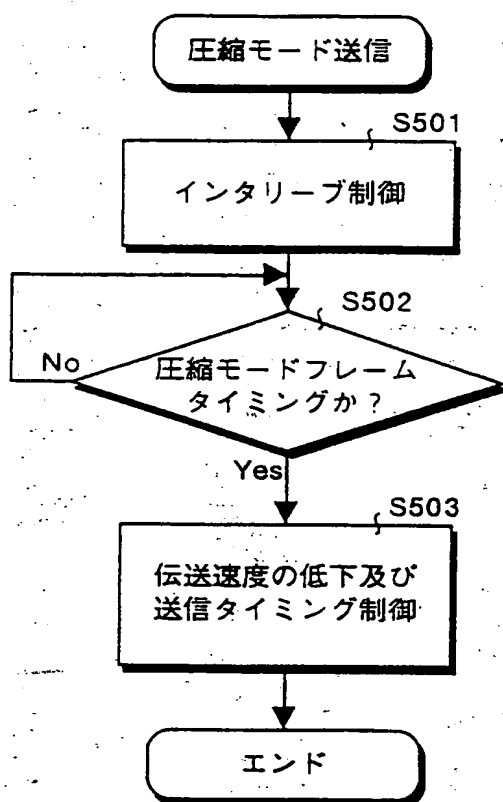 圧縮モード送信
S501
インタリーブ制御
S502
No
圧縮モードフレーム
タイミングか？
Yes
S503
伝送速度の低下及び
送信タイミング制御
エンド